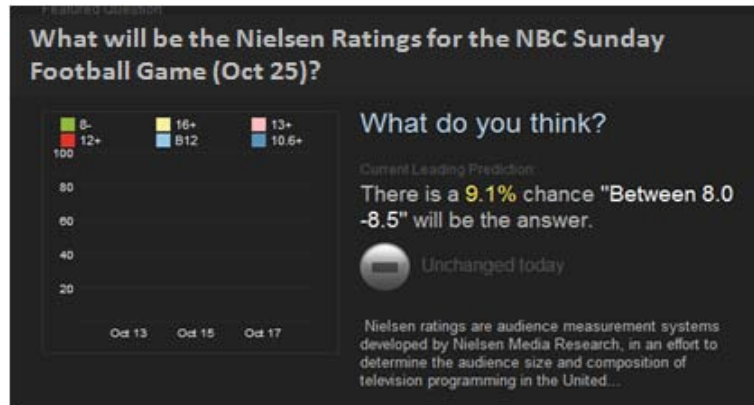 Featured Question
What will be the Nielsen Ratings for the NBC Sunday
Football Game (Oct 25)?
8- 16+ 13+
12+ B12 10.6+
100
80
60
40
20
Oct 13 Oct 15 Oct 17
What do you think?
Current Leading Prediction:
There is a 9.1% chance "Between 8.0
-8.5" will be the answer.
Unchanged today
Nielsen ratings are audience measurement systems
developed by Nielsen Media Research, in an effort to
determine the audience size and composition of
television programming in the United...